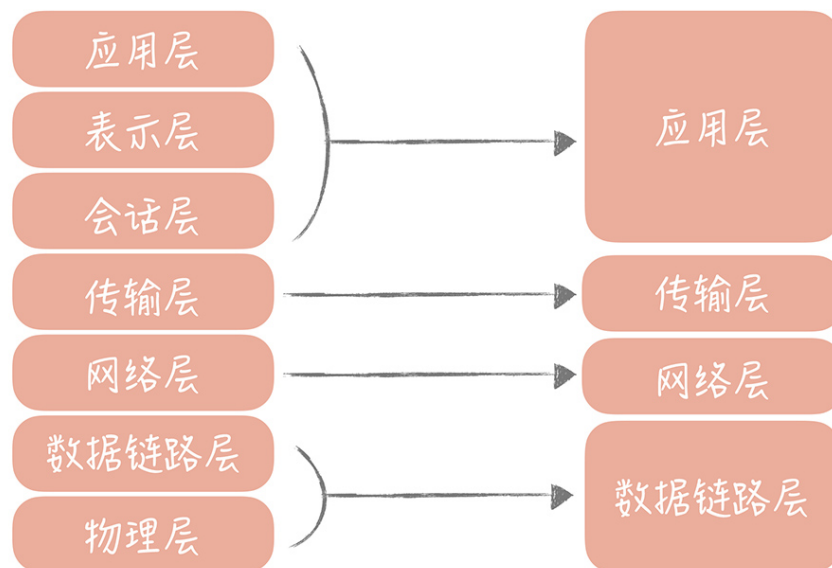 应用层
表示层
会话层
传输层
网络层
数据链路层
物理层
应用层
传输层
网络层
数据链路层